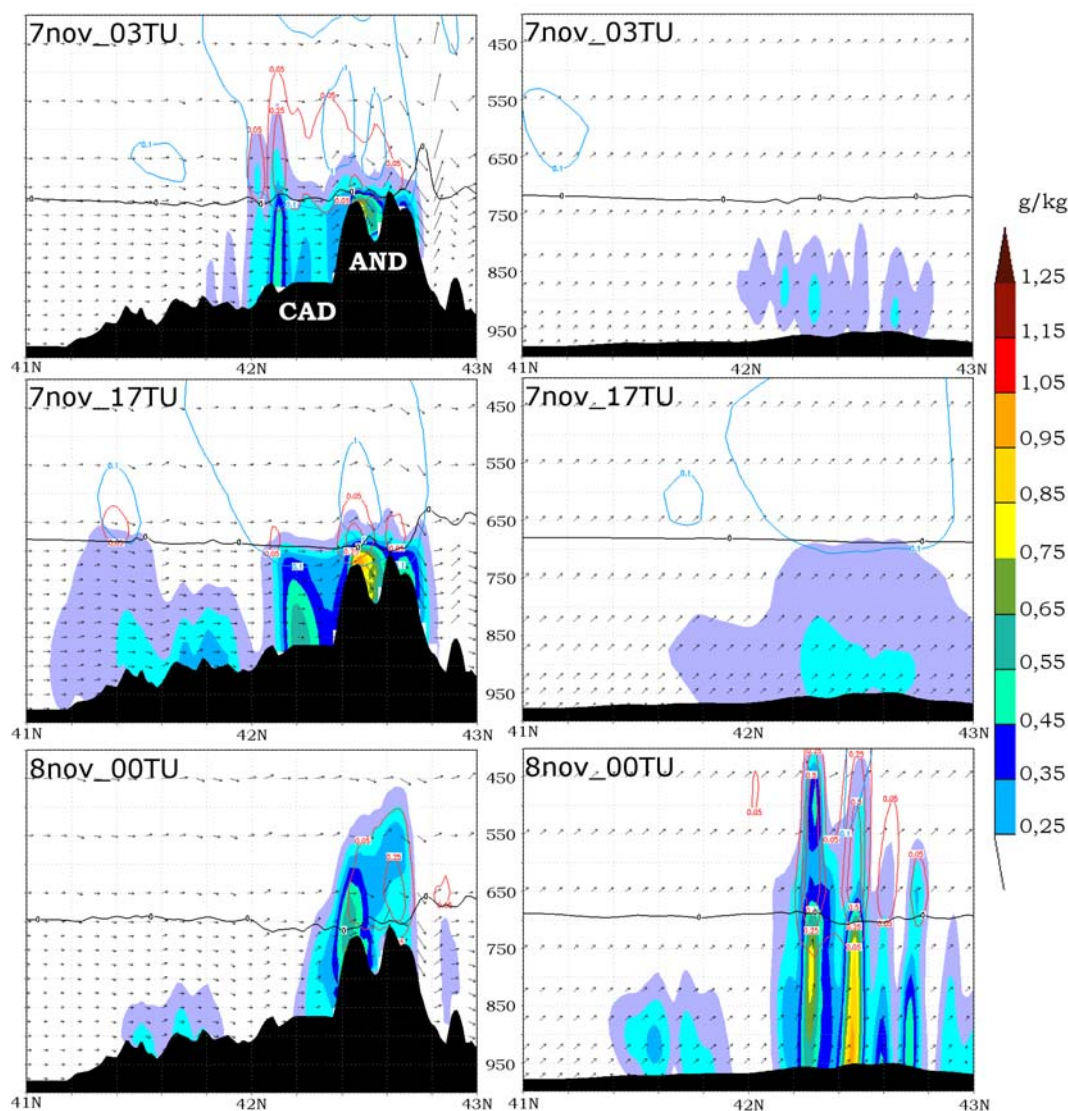 7nov_03TU
7nov_03TU
450
550
650
750
850
950
AND
CAD
41N 42N 43N
41N 42N 43N
7nov_17TU
7nov_17TU
450
550
650
750
850
950
41N 42N 43N
41N 42N 43N
8nov_00TU
8nov_00TU
450
550
650
750
850
950
41N 42N 43N
41N 42N 43N
g/kg
1,25
1,15
1,05
0,95
0,85
0,75
0,65
0,55
0,45
0,35
0,25